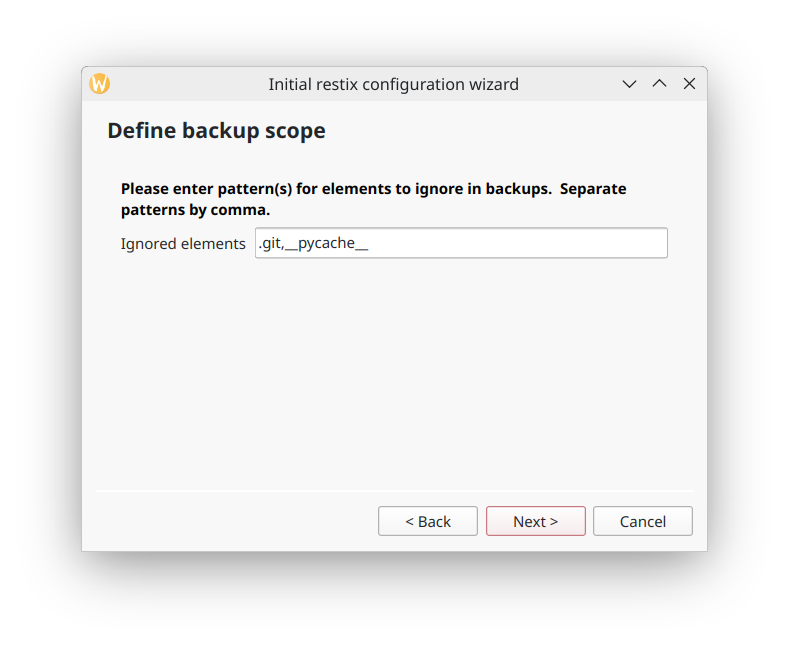 W
Initial restix configuration wizard
Define backup scope
Please enter pattern(s) for elements to ignore in backups.  Separate
patterns by comma.
Ignored elements .git,__pycache__
< Back Next > Cancel